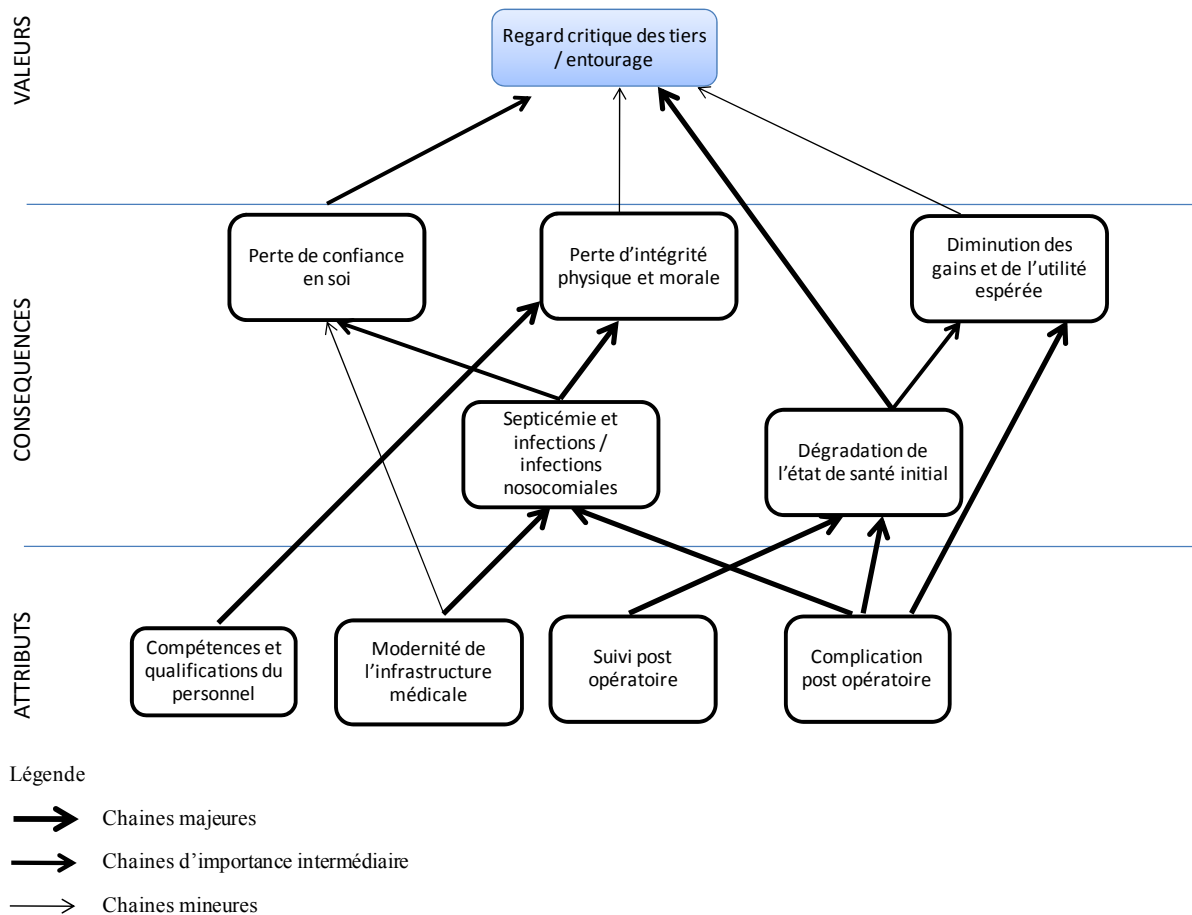 VALEURS
Regard critique des tiers
/ entourage
CONSEQUENCES
Perte de confiance
en soi
Perte d'intégrité
physique et morale
Diminution des
gains et de l'utilité
espérée
Septicémie et
infections /
infections
nosocomiales
Dégradation de
l'état de santé initial
ATTRIBUTS
Compétences et
qualifications du
personnel
Modernité de
l'infrastructure
médicale
Suivi post
opératoire
Complication
post opératoire
Légende
Chaines majeures
Chaines d'importance intermédiaire
Chaines mineures